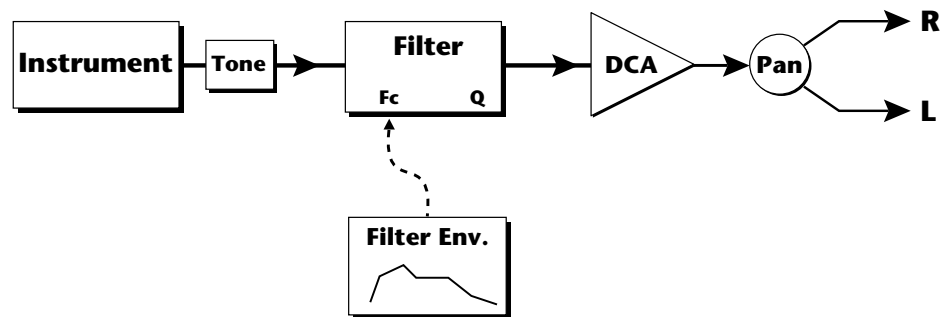 Instrument
Tone
Filter
Fc
Q
DCA
Pan
R
L
Filter Env.